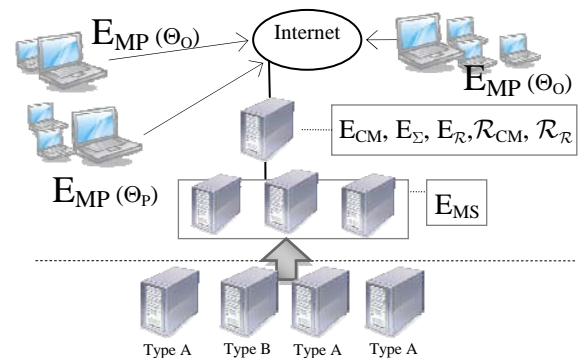 Internet
E_MP (Θ_O)
E_MP (Θ_O)
E_MP (Θ_P)
E_CM, E_Σ, E_ℛ, ℛ_CM, ℛ_ℛ
E_MS
Type A Type B Type A Type A